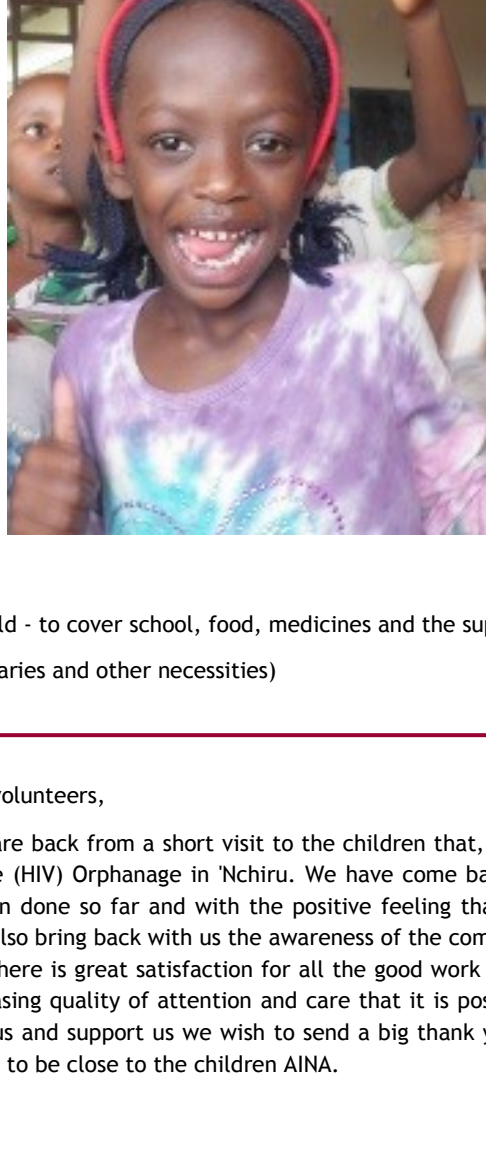 ld - to cover school, food, medicines and the su
aries and other necessities)
volunteers,
are back from a short visit to the children that,
e (HIV) Orphanage in 'Nchiru. We have come ba
n done so far and with the positive feeling tha
lso bring back with us the awareness of the com
here is great satisfaction for all the good work
asing quality of attention and care that it is pos
us and support us we wish to send a big thank y
to be close to the children AINA.